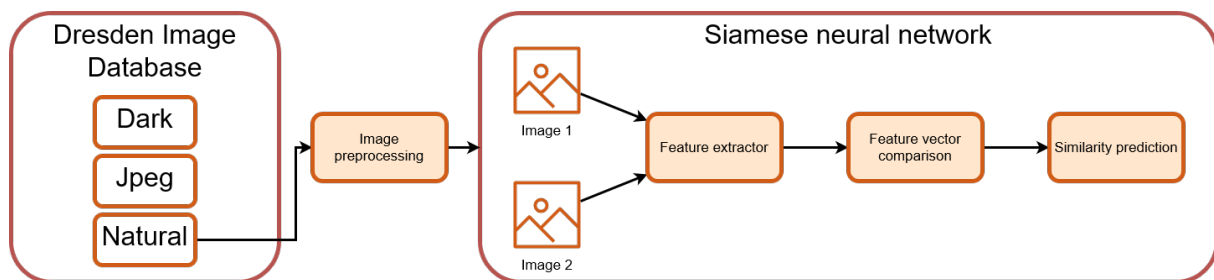 Dresden Image
Database
Dark
Jpeg
Natural
Image
preprocessing
Siamese neural network
Image 1
Image 2
Feature extractor
Feature vector
comparison
Similarity prediction